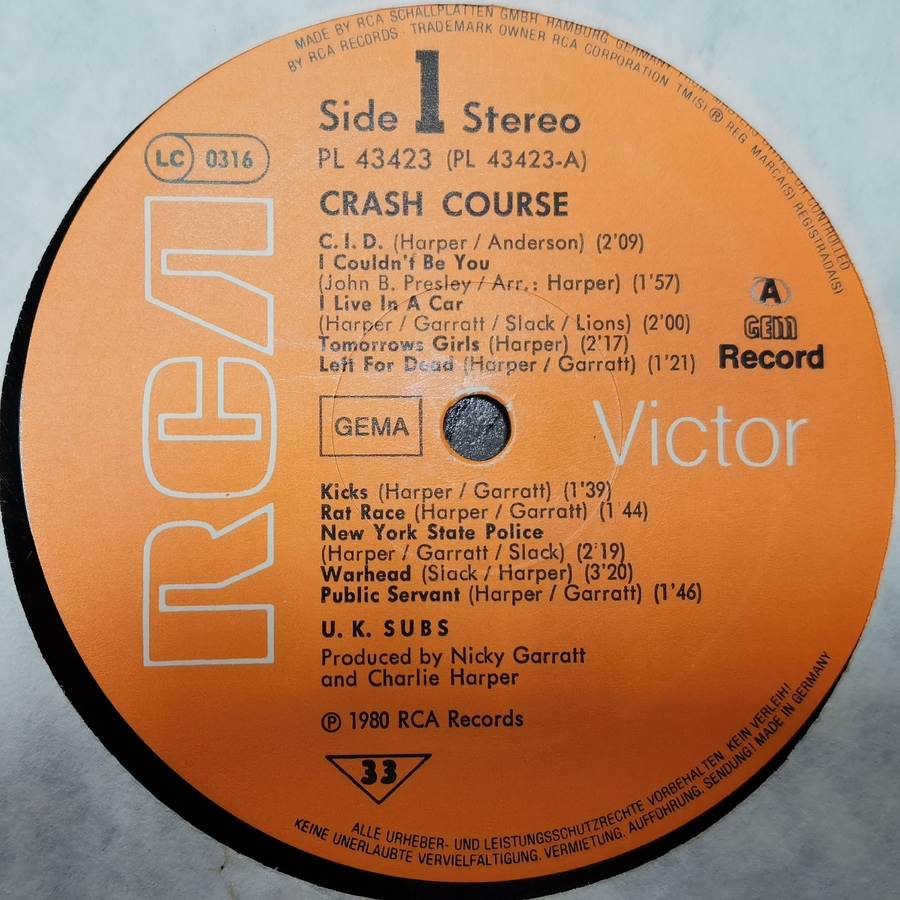 MADE BY RCA SCHALLPLATTEN GMBH HAMBURG GERMANY FROM
OR CONTROLLED
BY RCA RECORDS TRADEMARK OWNER RCA CORPORATION TM(S) ® REG MARCA(S) REGISTRADA(S)
Side 1 Stereo
PL 43423 (PL 43423-A)
LC 0316
CRASH COURSE
C.I.D. (Harper / Anderson) (2'09)
I Couldn't Be You
(John B. Presley / Arr.: Harper) (1'57)
I Live In A Car
(Harper / Garratt / Slack / Lions) (2'00)
Tomorrows Girls (Harper) (2'17)
Left For Dead (Harper / Garratt) (1'21)
A
GEM
Record
RCA
GEMA
Victor
Kicks (Harper / Garratt) (1'39)
Rat Race (Harper / Garratt) (1'44)
New York State Police
(Harper / Garratt / Slack) (2'19)
Warhead (Slack / Harper) (3'20)
Public Servant (Harper / Garratt) (1'46)
U. K. SUBS
Produced by Nicky Garratt
and Charlie Harper
℗ 1980 RCA Records
33
ALLE URHEBER- UND LEISTUNGSSCHUTZRECHTE VORBEHALTEN KEIN VERLEIH!
KEINE UNERLAUBTE VERVIELFÄLTIGUNG, VERMIETUNG, AUFFÜHRUNG, SENDUNG! MADE IN GERMANY